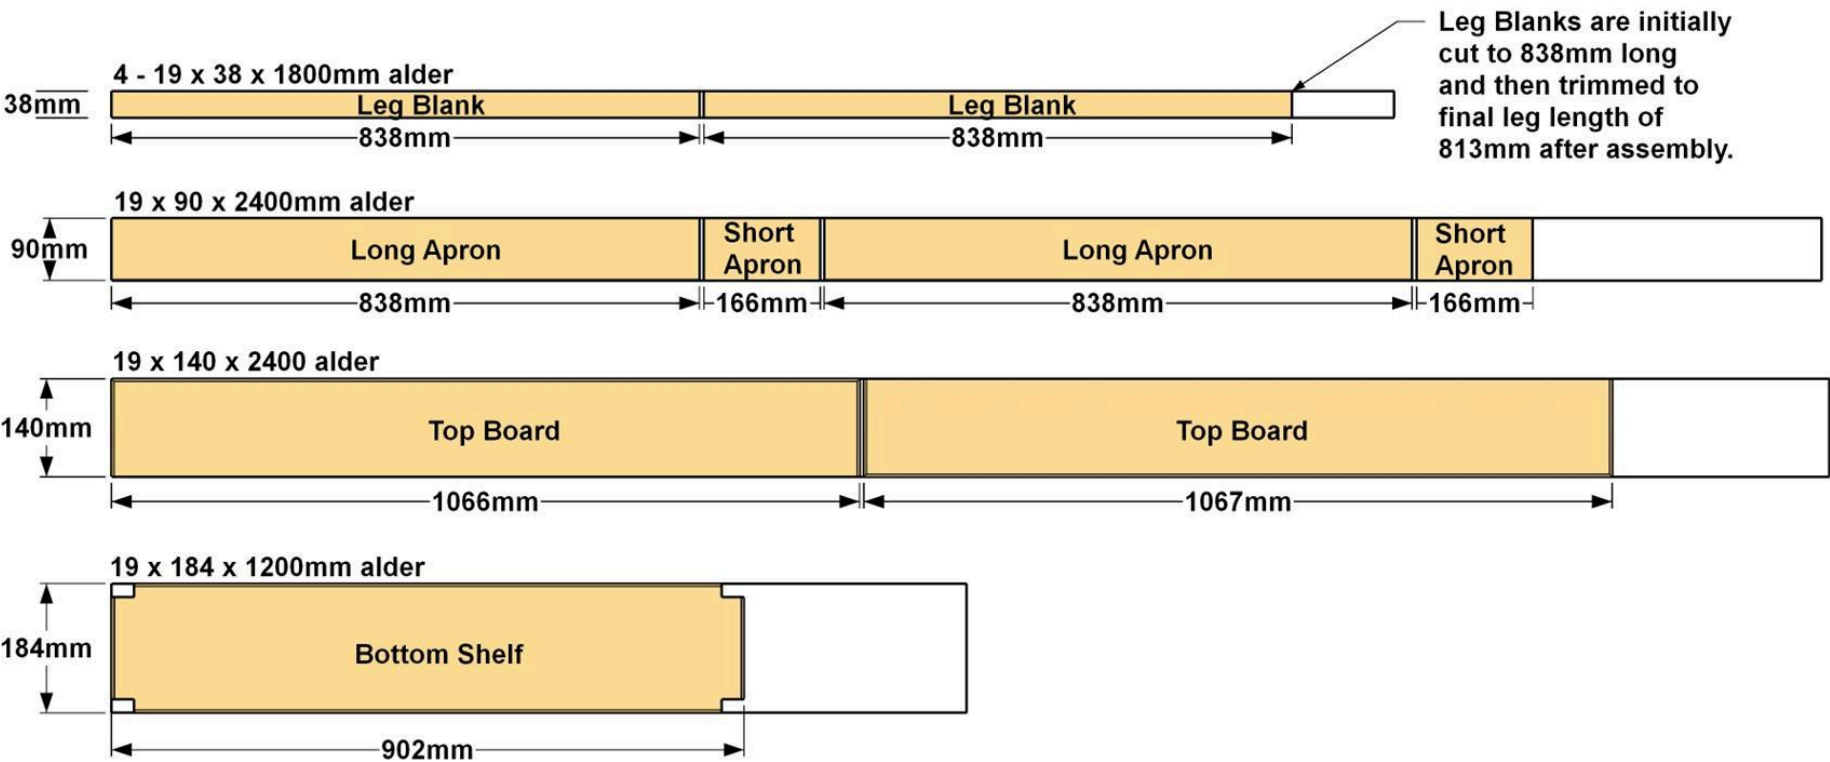 Leg Blanks are initially
cut to 838mm long
and then trimmed to
final leg length of
813mm after assembly.
4 - 19 x 38 x 1800mm alder
38mm
Leg Blank
Leg Blank
838mm
838mm
19 x 90 x 2400mm alder
90mm
Long Apron
Short
Apron
Long Apron
Short
Apron
838mm
166mm
838mm
166mm
19 x 140 x 2400 alder
140mm
Top Board
Top Board
1066mm
1067mm
19 x 184 x 1200mm alder
184mm
Bottom Shelf
902mm